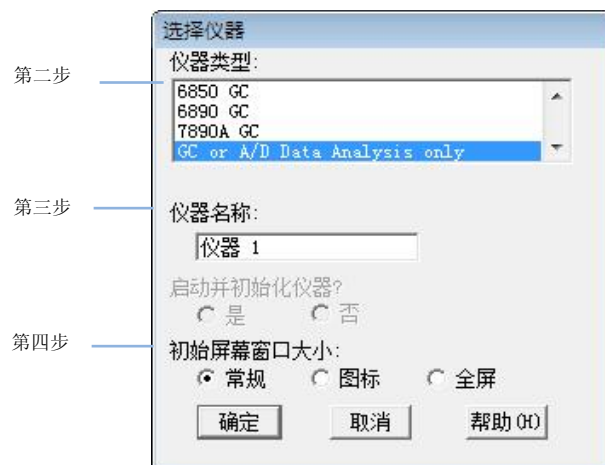 选择仪器
第二步
仪器类型:
6850 GC
6890 GC
7890A GC
GC or A/D Data Analysis only
第三步
仪器名称:
仪器 1
启动并初始化仪器?
是 否
第四步
初始屏幕窗口大小:
常规 图标 全屏
确定 取消 帮助(H)